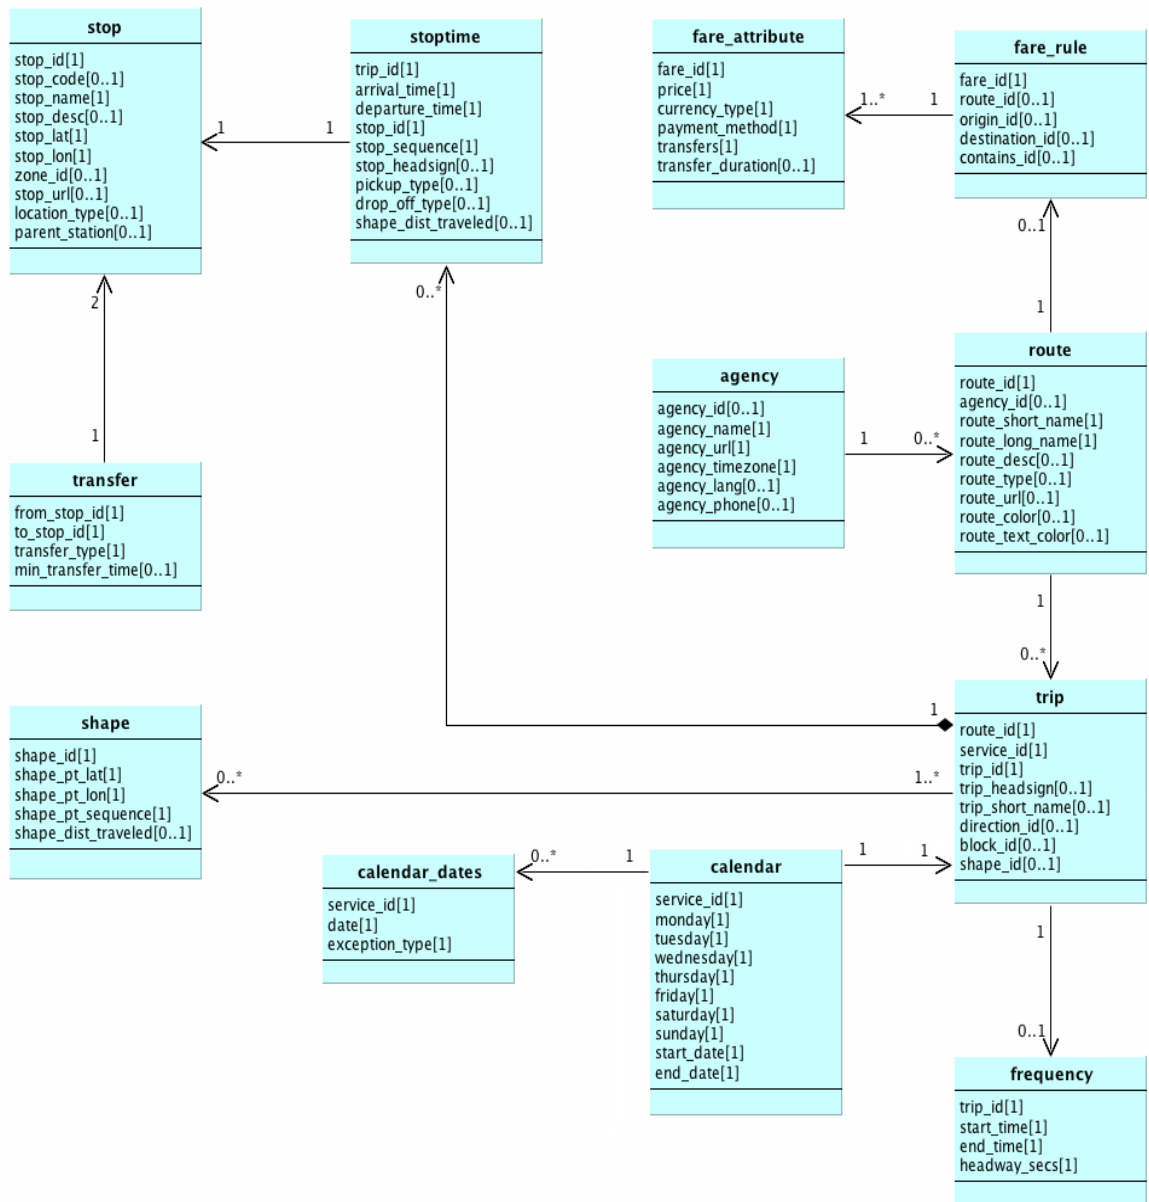 stop
stop_id[1]
stop_code[0..1]
stop_name[1]
stop_desc[0..1]
stop_lat[1]
stop_lon[1]
zone_id[0..1]
stop_url[0..1]
location_type[0..1]
parent_station[0..1]
1
1
stoptime
trip_id[1]
arrival_time[1]
departure_time[1]
stop_id[1]
stop_sequence[1]
stop_headsign[0..1]
pickup_type[0..1]
drop_off_type[0..1]
shape_dist_traveled[0..1]
0..*
fare_attribute
fare_id[1]
price[1]
currency_type[1]
payment_method[1]
transfers[1]
transfer_duration[0..1]
1..*
1
fare_rule
fare_id[1]
route_id[0..1]
origin_id[0..1]
destination_id[0..1]
contains_id[0..1]
0..1
1
2
1
transfer
from_stop_id[1]
to_stop_id[1]
transfer_type[1]
min_transfer_time[0..1]
agency
agency_id[0..1]
agency_name[1]
agency_url[1]
agency_timezone[1]
agency_lang[0..1]
agency_phone[0..1]
1
0..*
route
route_id[1]
agency_id[0..1]
route_short_name[1]
route_long_name[1]
route_desc[0..1]
route_type[0..1]
route_url[0..1]
route_color[0..1]
route_text_color[0..1]
1
0..*
shape
shape_id[1]
shape_pt_lat[1]
shape_pt_lon[1]
shape_pt_sequence[1]
shape_dist_traveled[0..1]
0..*
1..*
1
trip
route_id[1]
service_id[1]
trip_id[1]
trip_headsign[0..1]
trip_short_name[0..1]
direction_id[0..1]
block_id[0..1]
shape_id[0..1]
calendar_dates
service_id[1]
date[1]
exception_type[1]
0..*
1
calendar
service_id[1]
monday[1]
tuesday[1]
wednesday[1]
thursday[1]
friday[1]
saturday[1]
sunday[1]
start_date[1]
end_date[1]
1
1
1
0..1
frequency
trip_id[1]
start_time[1]
end_time[1]
headway_secs[1]